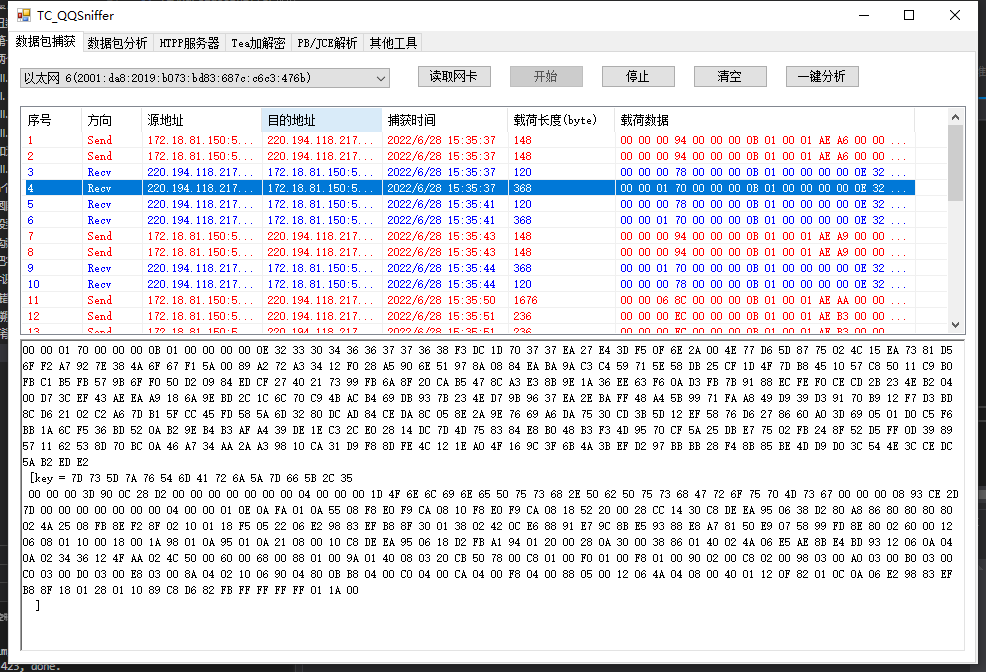 TC_QQSniffer
数据包捕获 数据包分析 HTPP服务器 Tea加解密 PB/JCE解析 其他工具
以太网 6(2001:da8:2019:b073:bd83:687c:c6c3:476b) 读取网卡 开始 停止 清空 一键分析
序号 方向 源地址 目的地址 捕获时间 载荷长度(byte) 载荷数据
1 Send 172.18.81.150:5... 220.194.118.217... 2022/6/28 15:35:37 148 00 00 00 94 00 00 00 0B 01 00 01 AE A6 00 00 ...
2 Send 172.18.81.150:5... 220.194.118.217... 2022/6/28 15:35:37 148 00 00 00 94 00 00 00 0B 01 00 01 AE A6 00 00 ...
3 Recv 220.194.118.217... 172.18.81.150:5... 2022/6/28 15:35:37 120 00 00 00 78 00 00 00 0B 01 00 00 00 00 0E 32 ...
4 Recv 220.194.118.217... 172.18.81.150:5... 2022/6/28 15:35:37 368 00 00 01 70 00 00 00 0B 01 00 00 00 00 0E 32 ...
5 Recv 220.194.118.217... 172.18.81.150:5... 2022/6/28 15:35:41 120 00 00 00 78 00 00 00 0B 01 00 00 00 00 0E 32 ...
6 Recv 220.194.118.217... 172.18.81.150:5... 2022/6/28 15:35:41 368 00 00 01 70 00 00 00 0B 01 00 00 00 00 0E 32 ...
7 Send 172.18.81.150:5... 220.194.118.217... 2022/6/28 15:35:43 148 00 00 00 94 00 00 00 0B 01 00 01 AE A9 00 00 ...
8 Send 172.18.81.150:5... 220.194.118.217... 2022/6/28 15:35:43 148 00 00 00 94 00 00 00 0B 01 00 01 AE A9 00 00 ...
9 Recv 220.194.118.217... 172.18.81.150:5... 2022/6/28 15:35:44 368 00 00 01 70 00 00 00 0B 01 00 00 00 00 0E 32 ...
10 Recv 220.194.118.217... 172.18.81.150:5... 2022/6/28 15:35:44 120 00 00 00 78 00 00 00 0B 01 00 00 00 00 0E 32 ...
11 Send 172.18.81.150:5... 220.194.118.217... 2022/6/28 15:35:50 1676 00 00 06 8C 00 00 00 0B 01 00 01 AE AA 00 00 ...
12 Send 172.18.81.150:5... 220.194.118.217... 2022/6/28 15:35:51 236 00 00 00 EC 00 00 00 0B 01 00 01 AE B3 00 00 ...
13 Send 172.18.81.150:5... 220.194.118.217... 2022/6/28 15:35:51 236 00 00 00 EC 00 00 00 0B 01 00 01 AE B3 00 00 ...
00 00 01 70 00 00 00 0B 01 00 00 00 00 0E 32 33 30 34 36 36 37 37 36 38 F3 DC 1D 70 37 37 EA 27 E4 3D F5 0F 6E 2A 00 4E 77 D6 5D 87 75 02 4C 15 EA 73 81 D5
6F F2 A7 92 7E 38 4A 6F 67 F1 5A 00 89 A2 72 A3 34 12 F0 28 A5 90 6E 51 97 8A 08 84 EA BA 9A C3 C4 59 71 5E 58 DB 25 CF 1D 4F 7D B8 45 10 57 C8 50 11 C9 B0
FB C1 B5 FB 57 9B 6F F0 50 D2 09 84 ED CF 27 40 21 73 99 FB 6A 8F 20 CA B5 47 8C A3 E3 8B 9E 1A 36 EE 63 F6 0A D3 FB 7B 91 88 EC FE F0 CE CD 2B 23 4E B2 04
00 D7 3C EF 43 AE EA A9 18 6A 9E BD 2C 1C 6C 70 C9 4B AC B4 69 DB 93 7B 23 4E D7 9B 96 37 EA 2E BA FF 48 A4 5B 99 71 FA A8 49 D9 39 D3 91 70 B9 12 F7 D3 BD
8C D6 21 02 C2 A6 7D B1 5F CC 45 FD 58 5A 6D 32 80 DC AD 84 CE DA 8C 05 8E 2A 9E 76 69 A6 DA 75 30 CD 3B 5D 12 EF 58 76 D6 27 86 60 A0 3D 69 05 01 D0 C5 F6
BB 1A 6C F5 36 BD 52 0A B2 9E B4 B3 AF A4 39 DE 1E C3 2C E0 28 14 DC 7D 4D 75 83 84 E8 B0 48 B3 F3 4D 95 70 CF 5A 25 DB E7 75 02 FB 24 8F 52 D5 FF 0D 39 89
57 11 62 53 8D 70 BC 0A 46 A7 34 AA 2A A3 98 10 CA 31 D9 F8 8D FE 4C 12 1E A0 4F 16 9C 3F 6B 4A 3B EF D2 97 BB BB 28 F4 8B 85 BE 4D D9 D0 3C 54 4E 3C CE DC
5A B2 ED E2
[key = 7D 73 5D 7A 76 54 6D 41 72 6A 5A 7D 66 5B 2C 35
00 00 00 3D 90 0C 28 D2 00 00 00 00 00 00 00 00 04 00 00 00 1D 4F 6E 6C 69 6E 65 50 75 73 68 2E 50 62 50 75 73 68 47 72 6F 75 70 4D 73 67 00 00 00 08 93 CE 2D
7D 00 00 00 00 00 00 00 04 00 00 01 0E 0A FA 01 0A 55 08 F8 E0 F9 CA 08 10 F8 E0 F9 CA 08 18 52 20 00 28 CC 14 30 C8 DE EA 95 06 38 D2 80 A8 86 80 80 80 80
02 4A 25 08 FB 8E F2 8F 02 10 01 18 F5 05 22 06 E2 98 83 EF B8 8F 30 01 38 02 42 0C E6 88 91 E7 9C 8B E5 93 88 E8 A7 81 50 E9 07 58 99 FD 8E 80 02 60 00 12
06 08 01 10 00 18 00 1A 98 01 0A 95 01 0A 21 08 00 10 C8 DE EA 95 06 18 D2 FB A1 94 01 20 00 28 0A 30 00 38 86 01 40 02 4A 06 E5 AE 8B E4 BD 93 12 06 0A 04
0A 02 34 36 12 4F AA 02 4C 50 00 60 00 68 00 88 01 00 9A 01 40 08 03 20 CB 50 78 00 C8 01 00 F0 01 00 F8 01 00 90 02 00 C8 02 00 98 03 00 A0 03 00 B0 03 00
C0 03 00 D0 03 00 E8 03 00 8A 04 02 10 06 90 04 80 0B B8 04 00 C0 04 00 CA 04 00 F8 04 00 88 05 00 12 06 4A 04 08 00 40 01 12 0F 82 01 0C 0A 06 E2 98 83 EF
B8 8F 18 01 28 01 10 89 C8 D6 82 FB FF FF FF FF 01 1A 00
]
423, done.